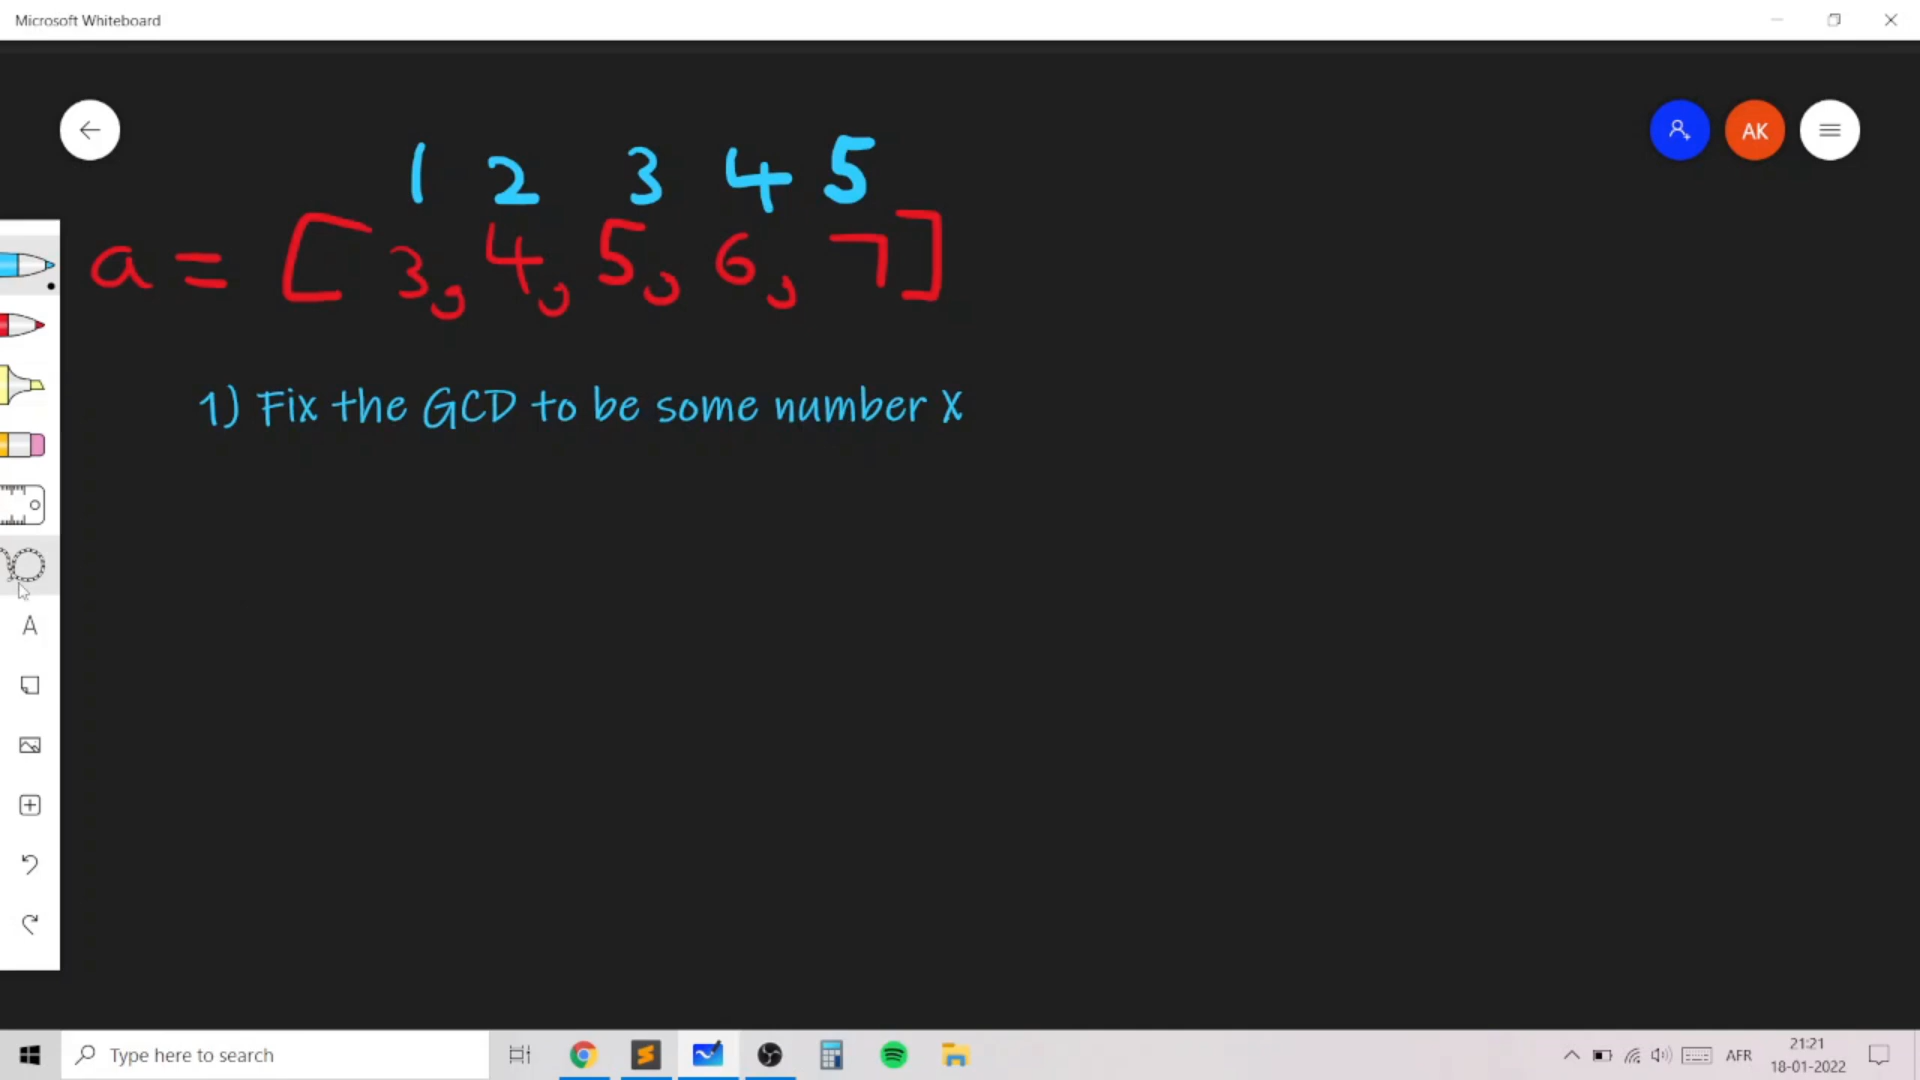 Microsoft Whiteboard
AK
1 2 3 4 5
a = [3, 4, 5, 6, 7]
1) Fix the GCD to be some number X
A
Type here to search
AFR
21:21
18-01-2022